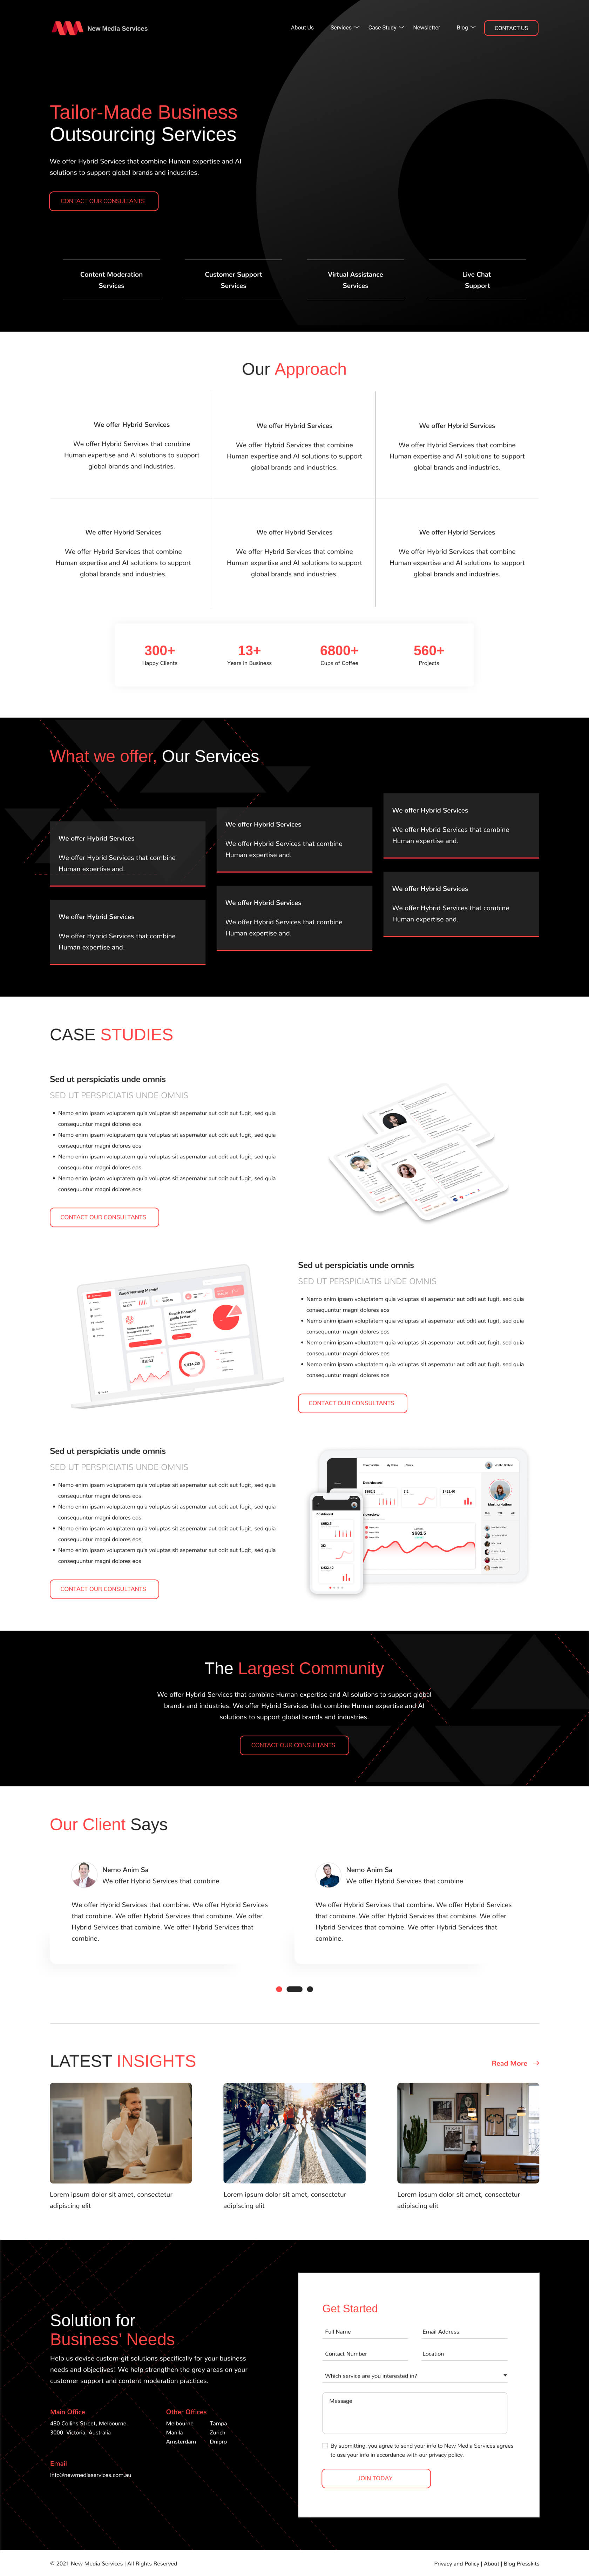 New Media Services
About Us
Services
Case Study
Newsletter
Blog
CONTACT US
Tailor-Made Business
Outsourcing Services
We offer Hybrid Services that combine Human expertise and AI
solutions to support global brands and industries.
CONTACT OUR CONSULTANTS
Content Moderation
Services
Customer Support
Services
Virtual Assistance
Services
Live Chat
Support
Our Approach
We offer Hybrid Services
We offer Hybrid Services that combine
Human expertise and AI solutions to support
global brands and industries.
We offer Hybrid Services
We offer Hybrid Services that combine
Human expertise and AI solutions to support
global brands and industries.
We offer Hybrid Services
We offer Hybrid Services that combine
Human expertise and AI solutions to support
global brands and industries.
We offer Hybrid Services
We offer Hybrid Services that combine
Human expertise and AI solutions to support
global brands and industries.
We offer Hybrid Services
We offer Hybrid Services that combine
Human expertise and AI solutions to support
global brands and industries.
We offer Hybrid Services
We offer Hybrid Services that combine
Human expertise and AI solutions to support
global brands and industries.
300+
Happy Clients
13+
Years in Business
6800+
Cups of Coffee
560+
Projects
What we offer, Our Services
We offer Hybrid Services
We offer Hybrid Services that combine
Human expertise and.
We offer Hybrid Services
We offer Hybrid Services that combine
Human expertise and.
We offer Hybrid Services
We offer Hybrid Services that combine
Human expertise and.
We offer Hybrid Services
We offer Hybrid Services that combine
Human expertise and.
We offer Hybrid Services
We offer Hybrid Services that combine
Human expertise and.
We offer Hybrid Services
We offer Hybrid Services that combine
Human expertise and.
CASE STUDIES
Sed ut perspiciatis unde omnis
SED UT PERSPICIATIS UNDE OMNIS
• Nemo enim ipsam voluptatem quia voluptas sit aspernatur aut odit aut fugit, sed quia
consequuntur magni dolores eos
• Nemo enim ipsam voluptatem quia voluptas sit aspernatur aut odit aut fugit, sed quia
consequuntur magni dolores eos
• Nemo enim ipsam voluptatem quia voluptas sit aspernatur aut odit aut fugit, sed quia
consequuntur magni dolores eos
• Nemo enim ipsam voluptatem quia voluptas sit aspernatur aut odit aut fugit, sed quia
consequuntur magni dolores eos
CONTACT OUR CONSULTANTS
Good Morning Marvin!
Reach financial
goals faster
Sed ut perspiciatis unde omnis
SED UT PERSPICIATIS UNDE OMNIS
• Nemo enim ipsam voluptatem quia voluptas sit aspernatur aut odit aut fugit, sed quia
consequuntur magni dolores eos
• Nemo enim ipsam voluptatem quia voluptas sit aspernatur aut odit aut fugit, sed quia
consequuntur magni dolores eos
• Nemo enim ipsam voluptatem quia voluptas sit aspernatur aut odit aut fugit, sed quia
consequuntur magni dolores eos
• Nemo enim ipsam voluptatem quia voluptas sit aspernatur aut odit aut fugit, sed quia
consequuntur magni dolores eos
CONTACT OUR CONSULTANTS
Sed ut perspiciatis unde omnis
SED UT PERSPICIATIS UNDE OMNIS
• Nemo enim ipsam voluptatem quia voluptas sit aspernatur aut odit aut fugit, sed quia
consequuntur magni dolores eos
• Nemo enim ipsam voluptatem quia voluptas sit aspernatur aut odit aut fugit, sed quia
consequuntur magni dolores eos
• Nemo enim ipsam voluptatem quia voluptas sit aspernatur aut odit aut fugit, sed quia
consequuntur magni dolores eos
• Nemo enim ipsam voluptatem quia voluptas sit aspernatur aut odit aut fugit, sed quia
consequuntur magni dolores eos
CONTACT OUR CONSULTANTS
Dashboard
$682.5
$432.46
Overview
$682.5
Dashboard
$682.5
$432.46
The Largest Community
We offer Hybrid Services that combine Human expertise and AI solutions to support global
brands and industries. We offer Hybrid Services that combine Human expertise and AI
solutions to support global brands and industries.
CONTACT OUR CONSULTANTS
Our Client Says
Nemo Anim Sa
We offer Hybrid Services that combine
We offer Hybrid Services that combine. We offer Hybrid Services
that combine. We offer Hybrid Services that combine. We offer
Hybrid Services that combine. We offer Hybrid Services that
combine.
Nemo Anim Sa
We offer Hybrid Services that combine
We offer Hybrid Services that combine. We offer Hybrid Services
that combine. We offer Hybrid Services that combine. We offer
Hybrid Services that combine. We offer Hybrid Services that
combine.
LATEST INSIGHTS
Read More
Lorem ipsum dolor sit amet, consectetur
adipiscing elit
Lorem ipsum dolor sit amet, consectetur
adipiscing elit
Lorem ipsum dolor sit amet, consectetur
adipiscing elit
Solution for
Business’ Needs
Help us devise custom-git solutions specifically for your business
needs and objectives! We help strengthen the grey areas on your
customer support and content moderation practices.
Main Office
480 Collins Street, Melbourne.
3000. Victoria, Australia
Other Offices
Melbourne
Manila
Amsterdam
Tampa
Zurich
Dnipro
Email
info@newmediaservices.com.au
Get Started
Full Name
Email Address
Contact Number
Location
Which service are you interested in?
Message
By submitting, you agree to send your info to New Media Services agrees
to use your info in accordance with our privacy policy.
JOIN TODAY
© 2021 New Media Services | All Rights Reserved
Privacy and Policy | About | Blog Presskits